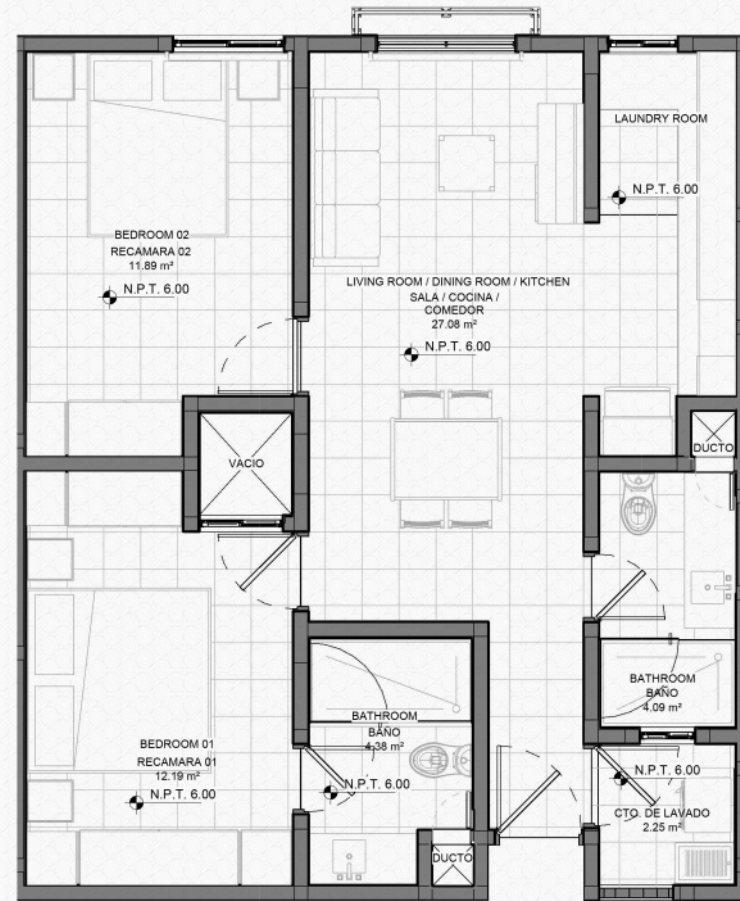 LAUNDRY ROOM
N.P.T. 6.00
BEDROOM 02
RECAMARA 02
11.89 m²
N.P.T. 6.00
LIVING ROOM / DINING ROOM / KITCHEN
SALA / COCINA /
COMEDOR
27.08 m²
N.P.T. 6.00
VACIO
DUCTO
BEDROOM 01
RECAMARA 01
12.19 m²
N.P.T. 6.00
BATHROOM
BAÑO
4.38 m²
N.P.T. 6.00
DUCTO
BATHROOM
BAÑO
4.09 m²
N.P.T. 6.00
CTO. DE LAVADO
2.25 m²